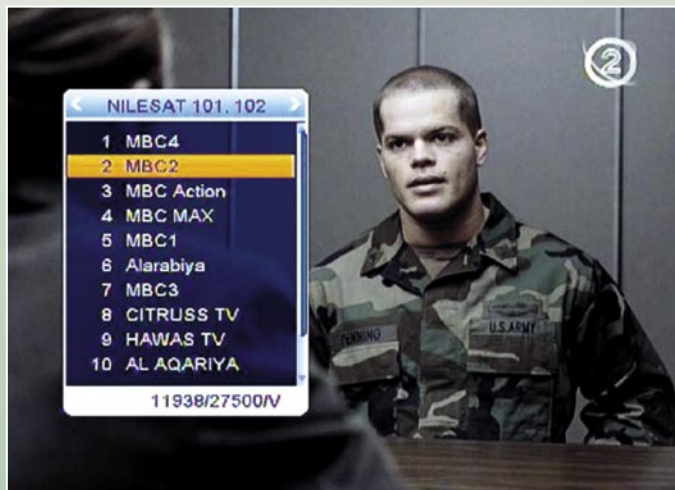 2
NILESAT 101, 102
1 MBC4
2 MBC2
3 MBC Action
4 MBC MAX
5 MBC1
6 Alarabiya
7 MBC3
8 CITRUSS TV
9 HAWAS TV
10 AL AQARIYA
11938/27500/V
U.S.ARMY